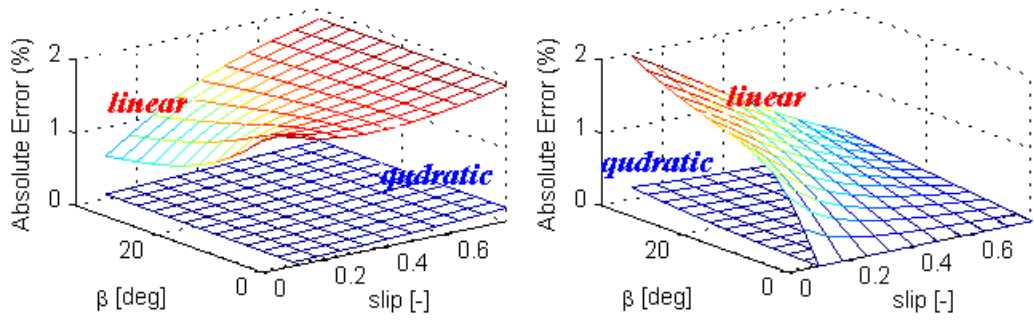 Absolute Error (%)
2
1
0
linear
qudratic
20
0
β [deg]
0
0.2
0.4
0.6
slip [-]
Absolute Error (%)
2
1
0
linear
qudratic
20
0
β [deg]
0
0.2
0.4
0.6
slip [-]